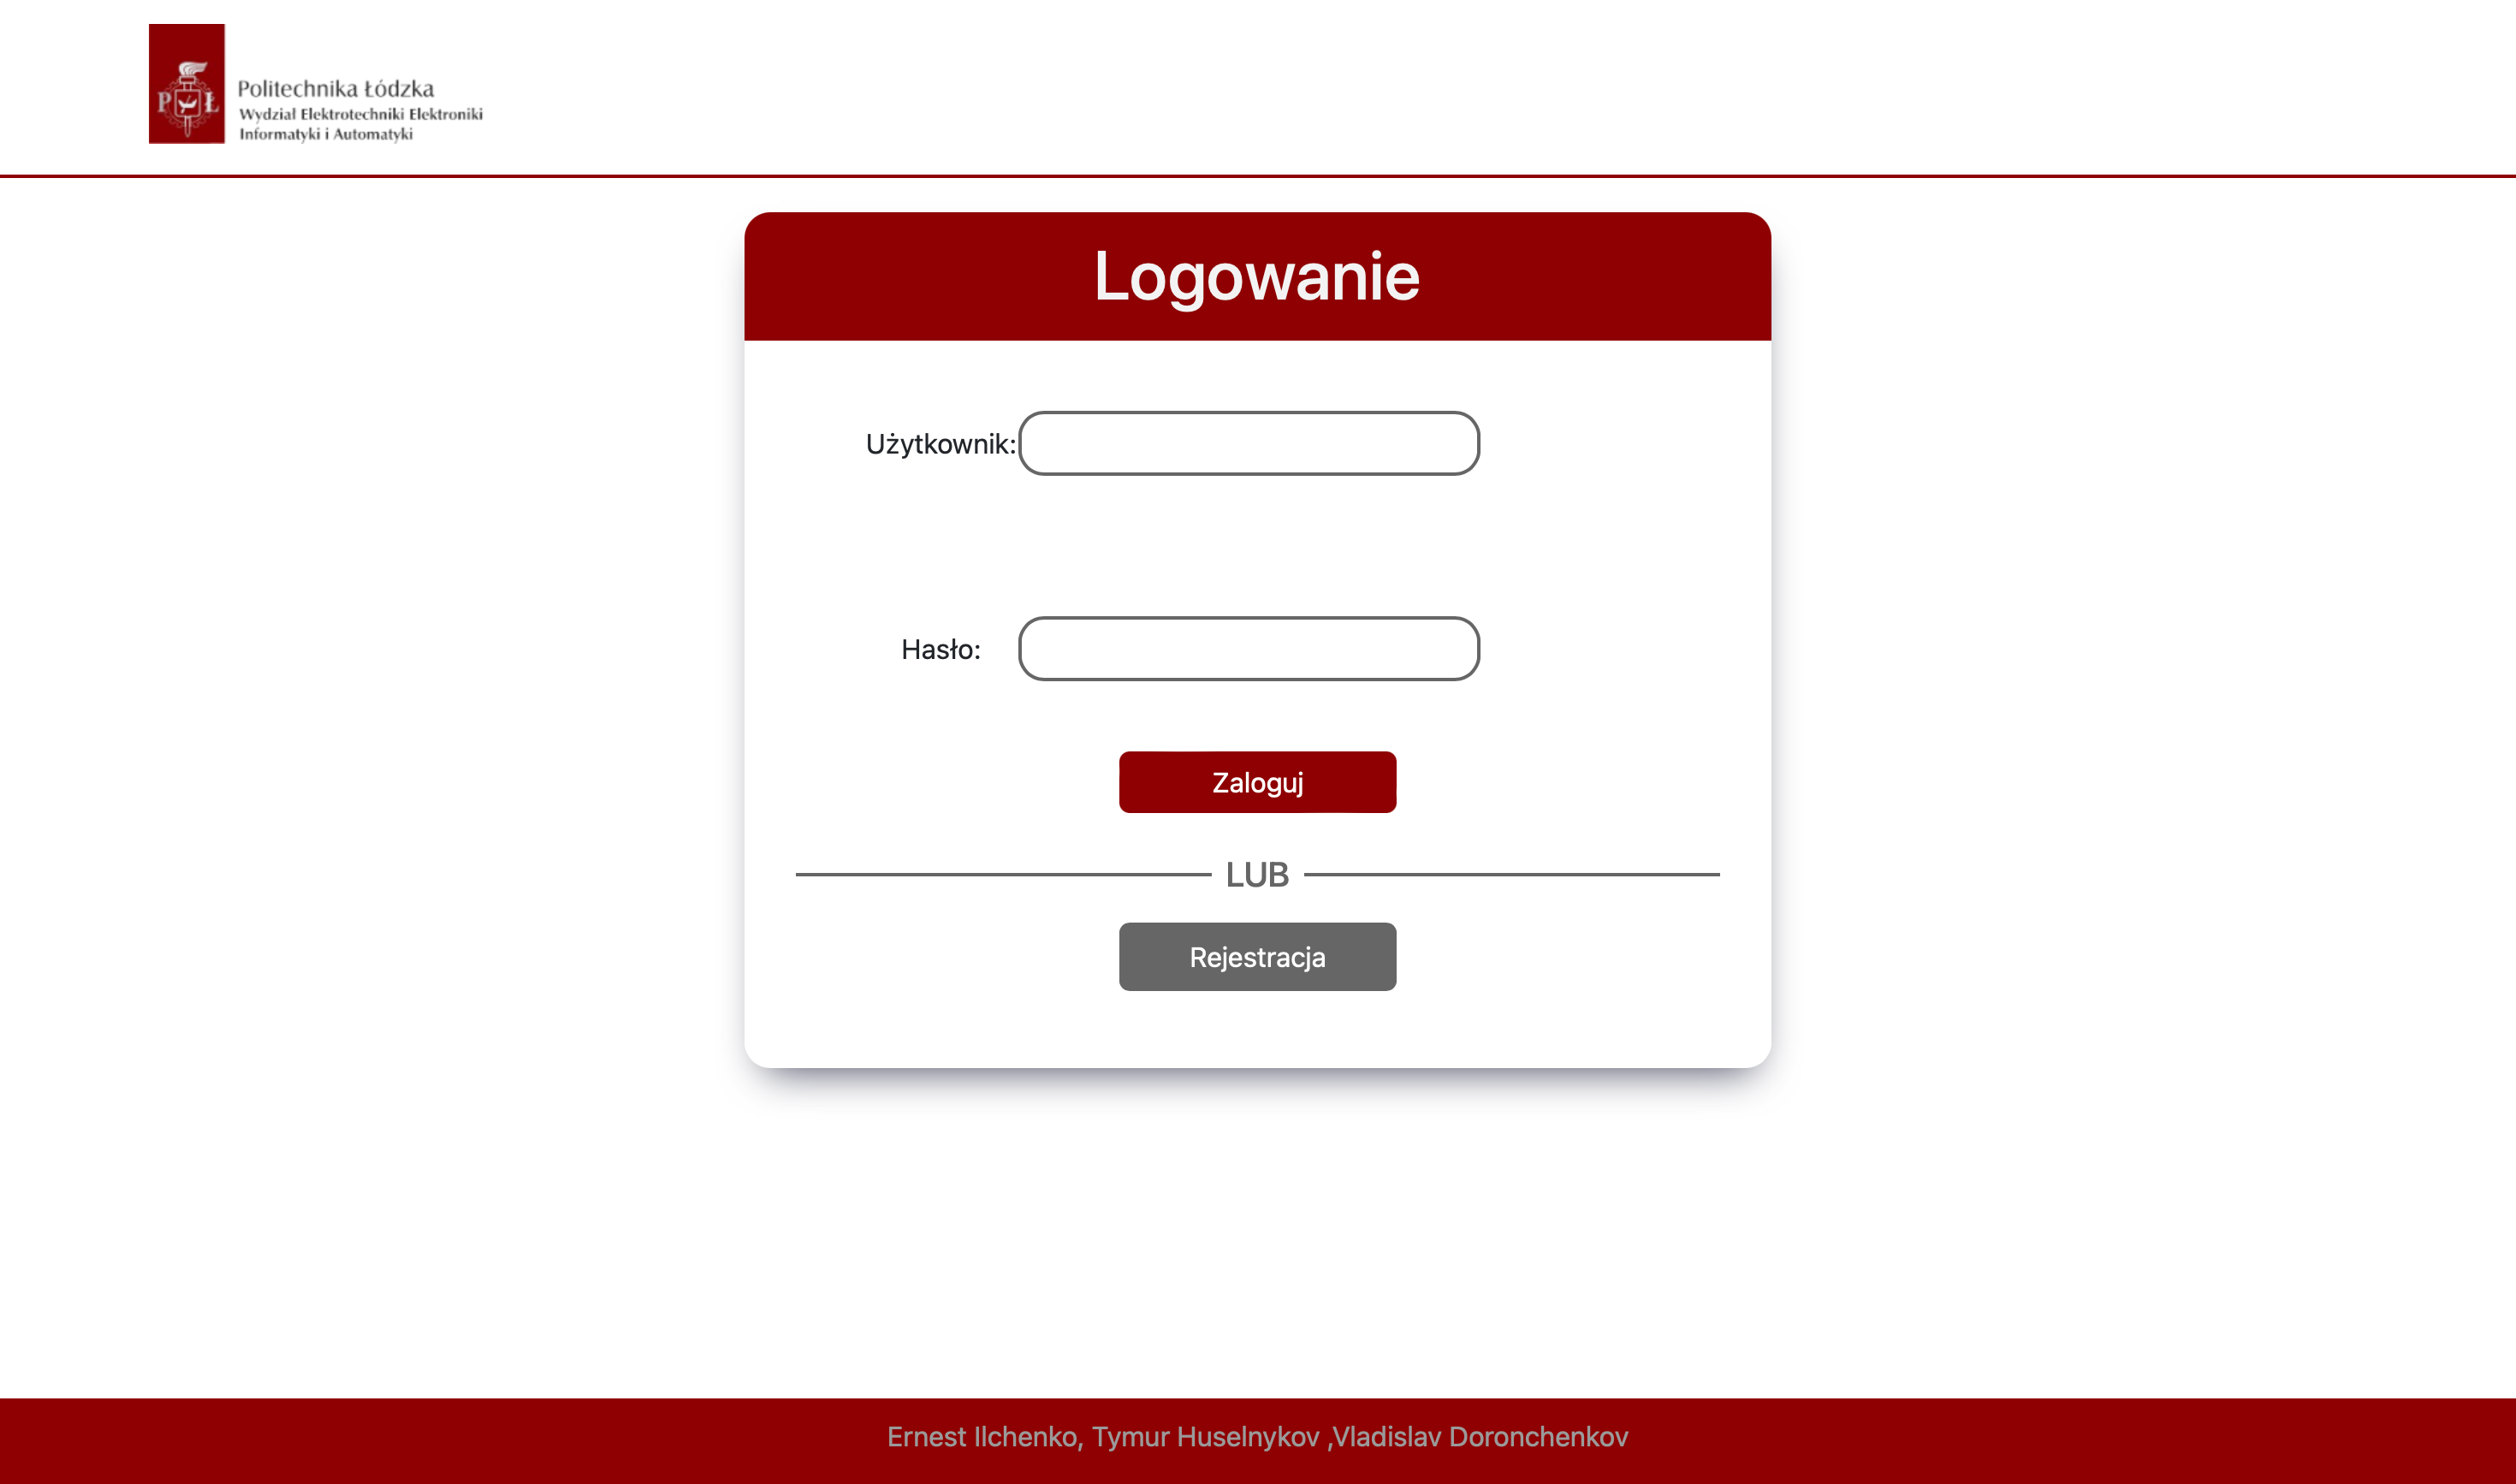 P Ł
Politechnika Łódzka
Wydział Elektrotechniki Elektroniki
Informatyki i Automatyki
Logowanie
Użytkownik:
Hasło:
Zaloguj
LUB
Rejestracja
Ernest Ilchenko, Tymur Huselnykov ,Vladislav Doronchenkov